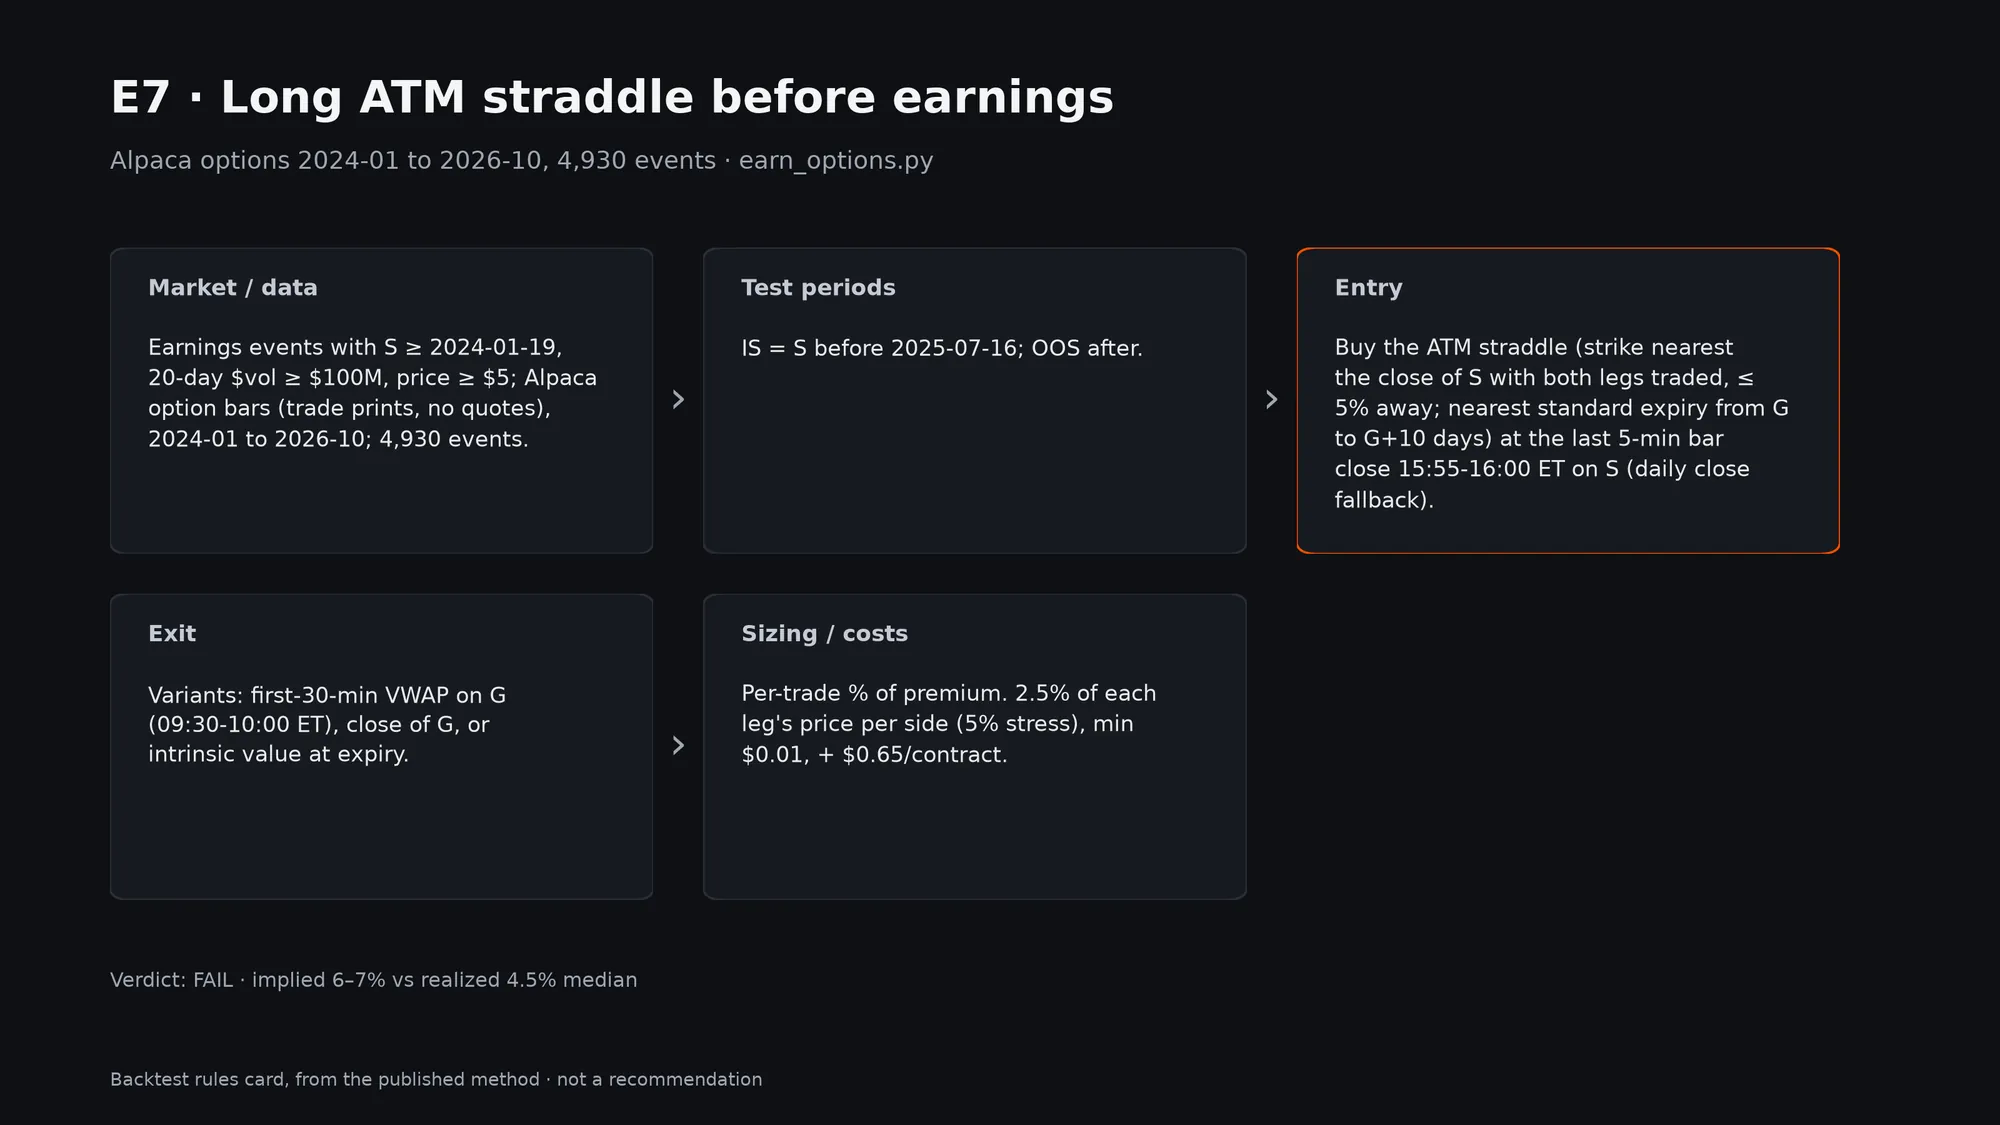 E7 · Long ATM straddle before earnings
Alpaca options 2024-01 to 2026-10, 4,930 events · earn_options.py
Market / data
Earnings events with S ≥ 2024-01-19,
20-day $vol ≥ $100M, price ≥ $5; Alpaca
option bars (trade prints, no quotes),
2024-01 to 2026-10; 4,930 events.
›
Test periods
IS = S before 2025-07-16; OOS after.
›
Entry
Buy the ATM straddle (strike nearest
the close of S with both legs traded, ≤
5% away; nearest standard expiry from G
to G+10 days) at the last 5-min bar
close 15:55-16:00 ET on S (daily close
fallback).
Exit
Variants: first-30-min VWAP on G
(09:30-10:00 ET), close of G, or
intrinsic value at expiry.
›
Sizing / costs
Per-trade % of premium. 2.5% of each
leg's price per side (5% stress), min
$0.01, + $0.65/contract.
Verdict: FAIL · implied 6–7% vs realized 4.5% median
Backtest rules card, from the published method · not a recommendation